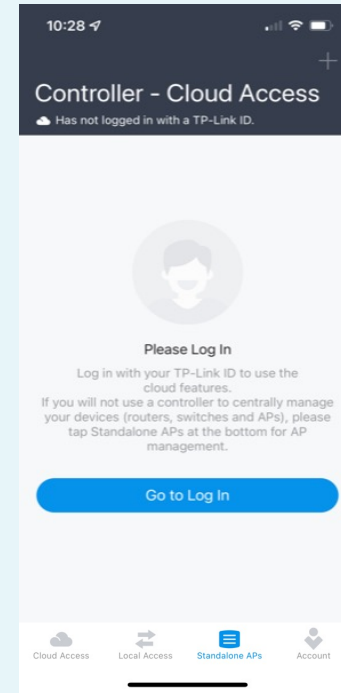 10:28
Controller - Cloud Access
Has not logged in with a TP-Link ID.
Please Log In
Log in with your TP-Link ID to use the
cloud features.
If you will not use a controller to centrally manage
your devices (routers, switches and APs), please
tap Standalone APs at the bottom for AP
management.
Go to Log In
Cloud Access Local Access Standalone APs Account